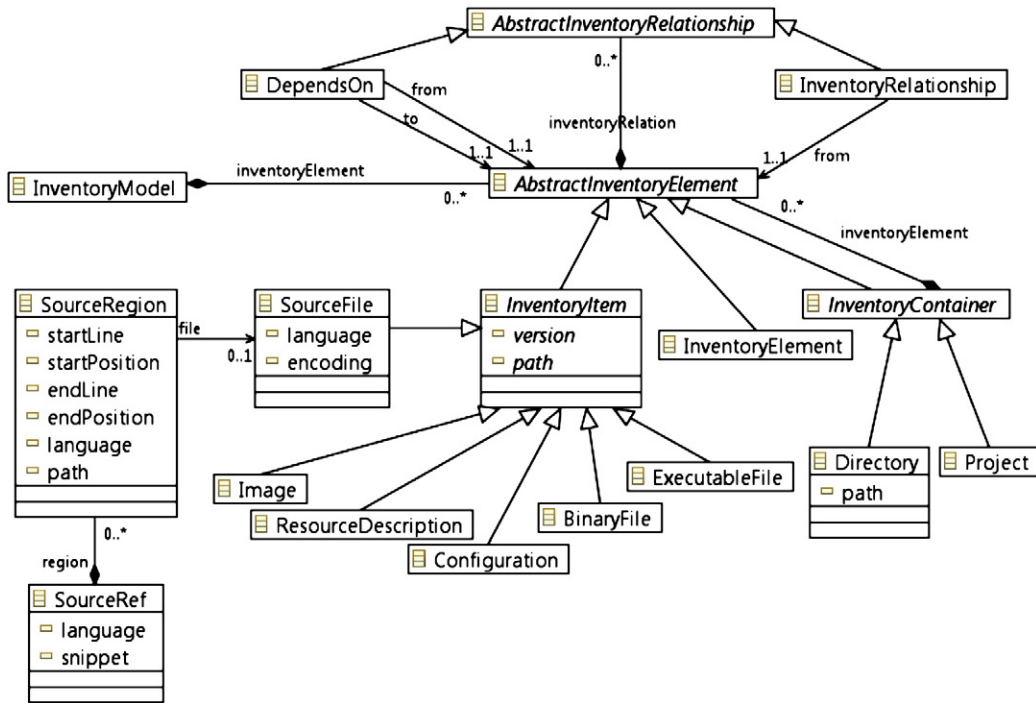 AbstractInventoryRelationship
0..*
DependsOn
from
to
InventoryRelationship
inventoryRelation
1..1
1..1
1..1
from
inventoryElement
InventoryModel
0..*
AbstractInventoryElement
0..*
inventoryElement
SourceRegion
startLine
startPosition
endLine
endPosition
language
path
file
0..1
SourceFile
language
encoding
InventoryItem
version
path
InventoryElement
InventoryContainer
Directory
path
Project
Image
ResourceDescription
Configuration
BinaryFile
ExecutableFile
0..*
region
SourceRef
language
snippet